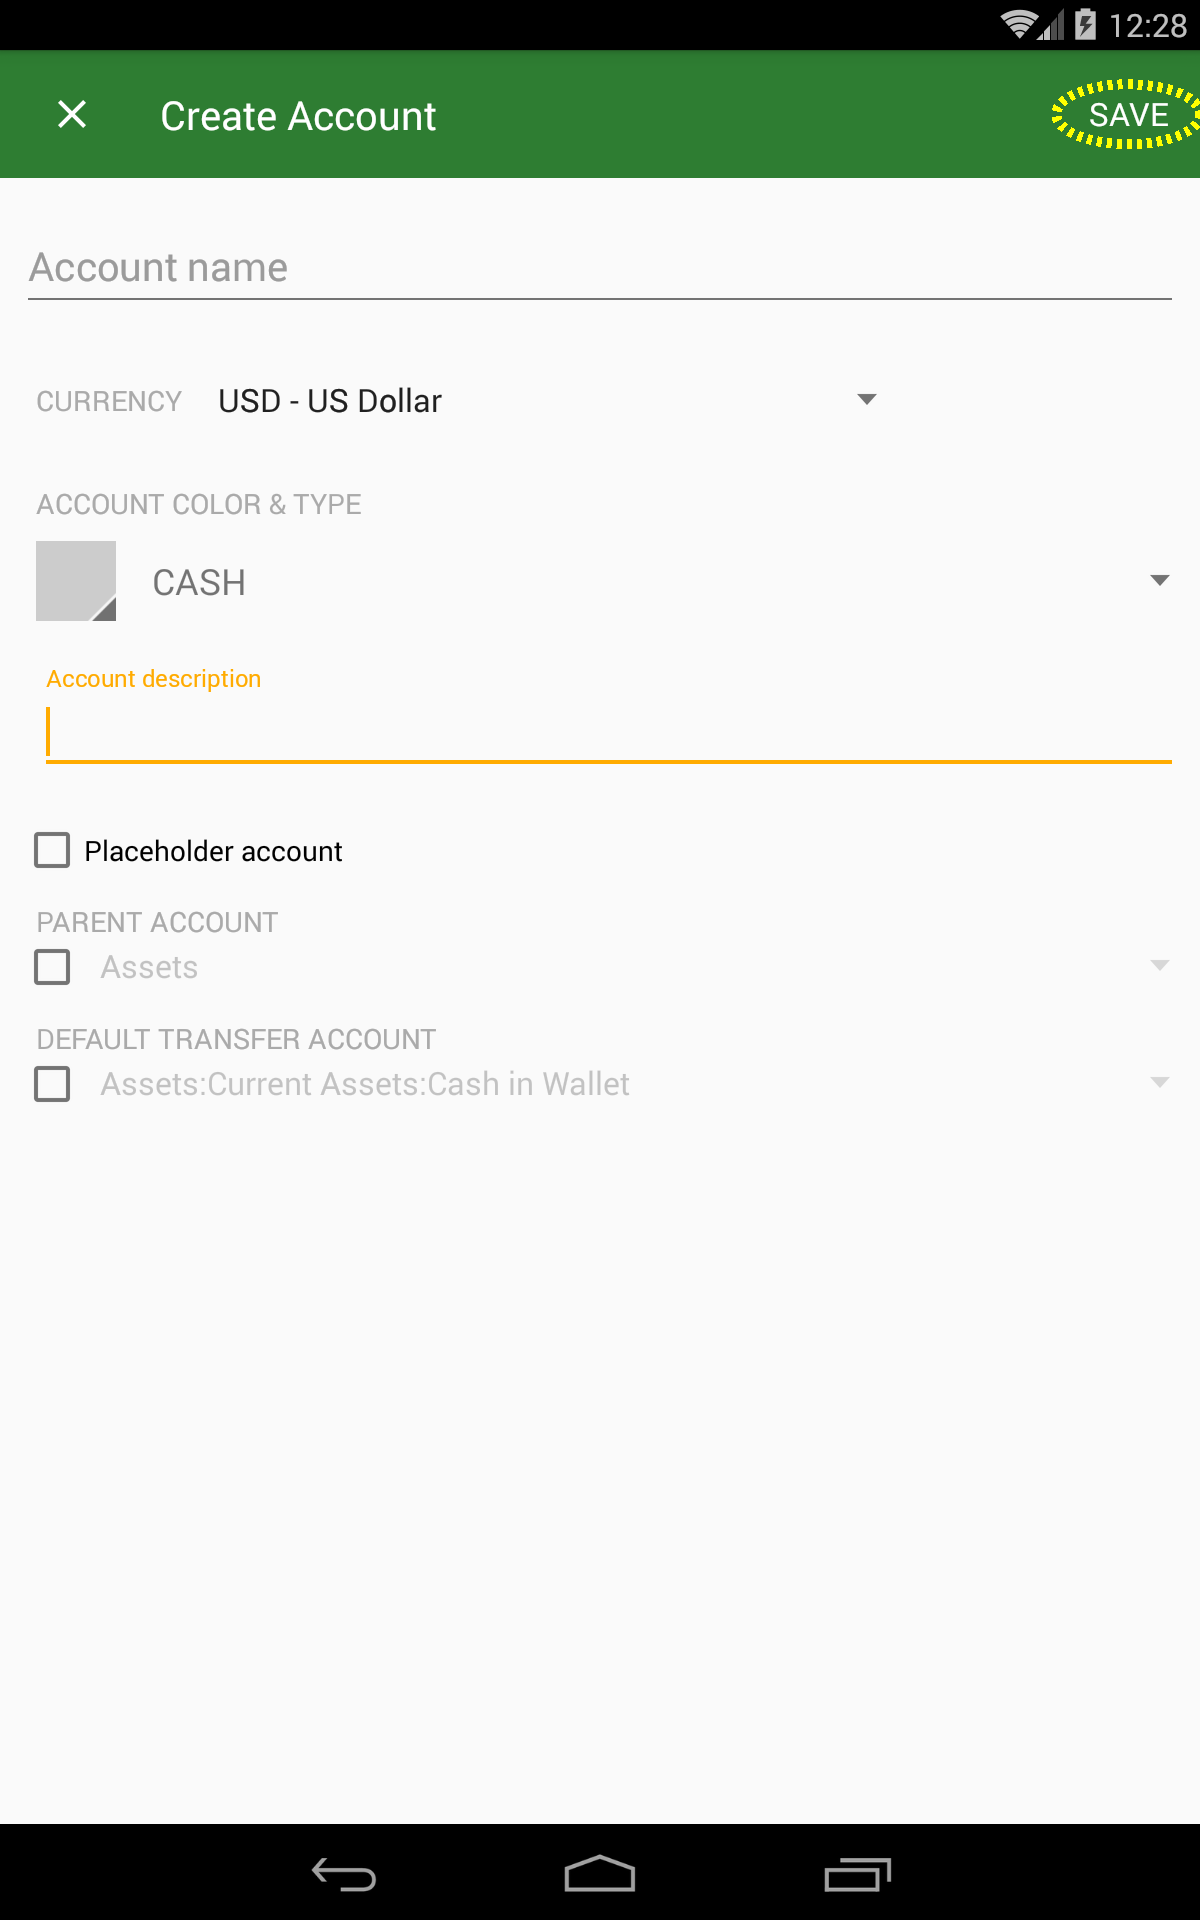 12:28
Create Account
SAVE
Account name
CURRENCY USD - US Dollar
ACCOUNT COLOR & TYPE
CASH
Account description
Placeholder account
PARENT ACCOUNT
Assets
DEFAULT TRANSFER ACCOUNT
Assets:Current Assets:Cash in Wallet